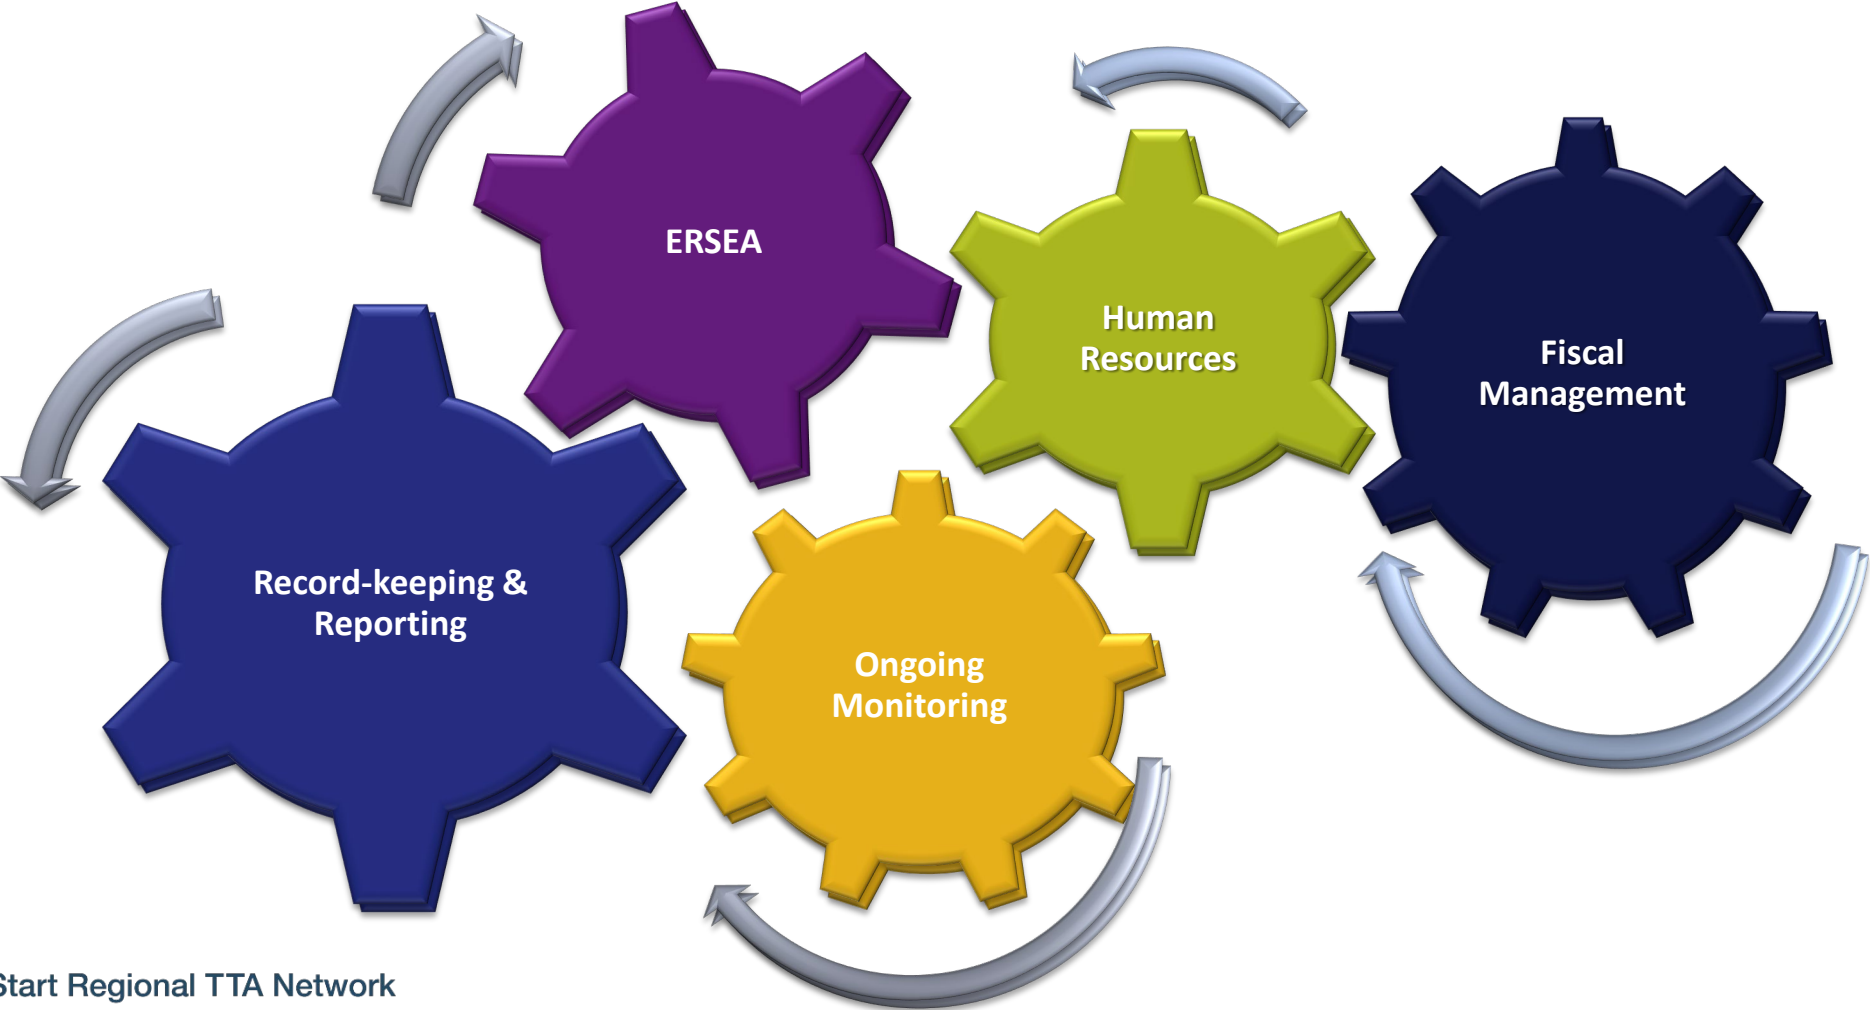 ERSEA
Human
Resources
Fiscal
Management
Record-keeping &
Reporting
Ongoing
Monitoring
Start Regional TTA Network